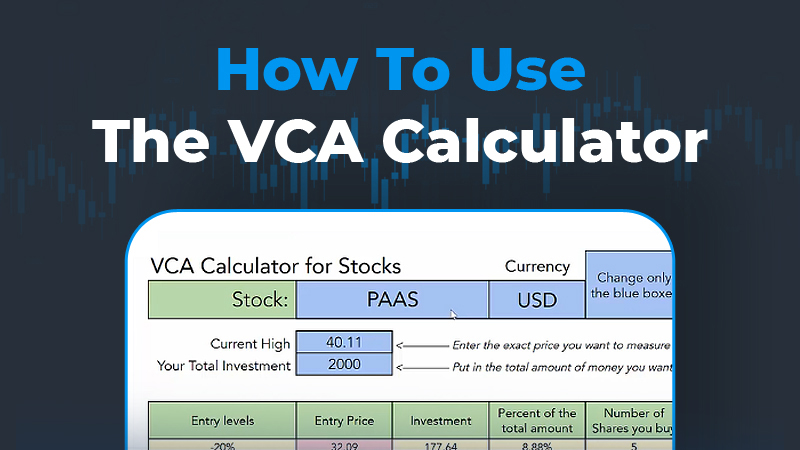 How To Use
The VCA Calculator
VCA Calculator for Stocks
Currency
Change only
the blue boxe
Stock:
PAAS
USD
Current High
40.11
<——— Enter the exact price you want to measure
Your Total Investment
2000
<——— Put in the total amount of money you want
Entry levels
Entry Price
Investment
Percent of the
total amount
Number of
Shares you buy
-20%
32.09
177.64
8.88%
5